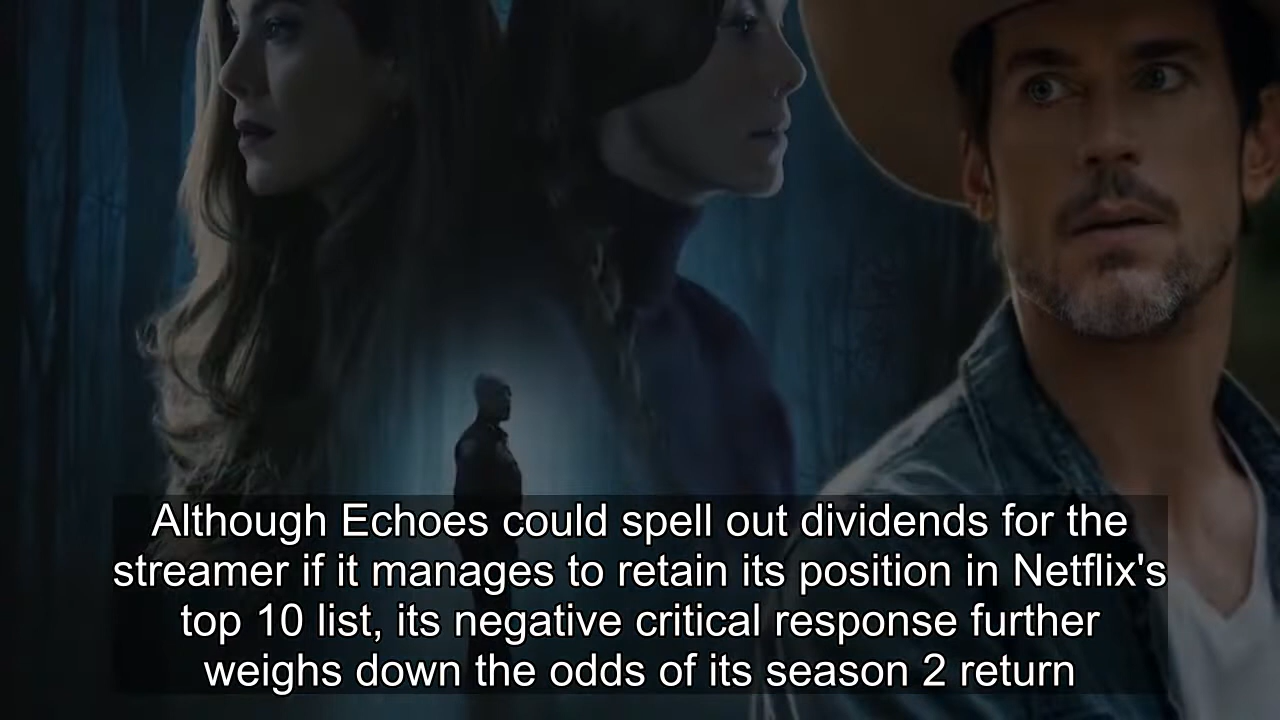 Although Echoes could spell out dividends for the
streamer if it manages to retain its position in Netflix's
top 10 list, its negative critical response further
weighs down the odds of its season 2 return